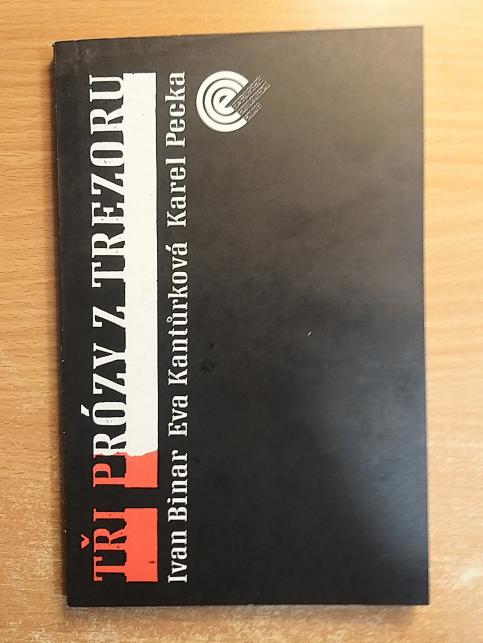 TŘI PRÓZY Z TREZORU
Ivan Binar Eva Kantůrková Karel Pecka